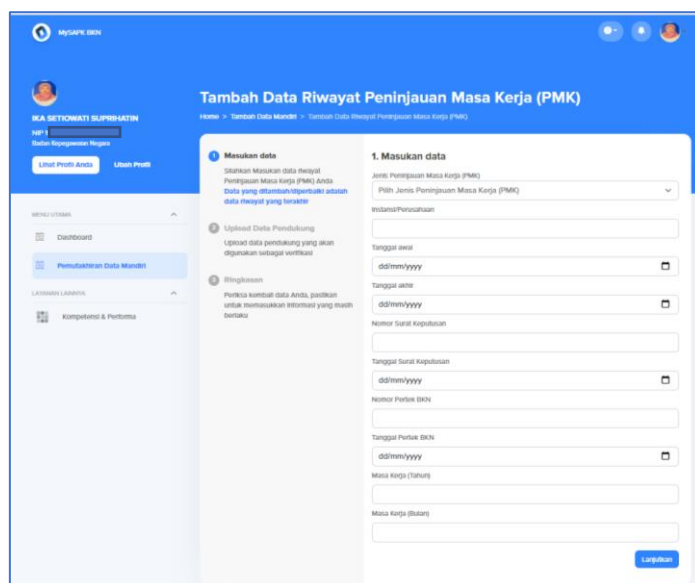 MySAPK BKN
IKA SETIOWATI SUPRIHATIN
NIP
Badan Kepegawaian Negara
Lihat Profil Anda
Ubah Profil
MENU UTAMA
Dashboard
Pemutakhiran Data Mandiri
LAYANAN LAINNYA
Kompetensi & Performa
Tambah Data Riwayat Peninjauan Masa Kerja (PMK)
Home > Tambah Data Mandiri > Tambah Data Riwayat Peninjauan Masa Kerja (PMK)
1 Masukan data
Silahkan Masukan data Riwayat
Peninjauan Masa Kerja (PMK) Anda
Data yang ditambah/diperbaiki adalah
data riwayat yang terakhir
2 Upload Data Pendukung
Upload data pendukung yang akan
digunakan sebagai verifikasi
3 Ringkasan
Periksa kembali data Anda, pastikan
untuk memasukkan informasi yang masih
berlaku
1. Masukan data
Jenis Peninjauan Masa Kerja (PMK)
Pilih Jenis Peninjauan Masa Kerja (PMK)
Instansi/Perusahaan
Tanggal awal
dd/mm/yyyy
Tanggal akhir
dd/mm/yyyy
Nomor Surat Keputusan
Tanggal Surat Keputusan
dd/mm/yyyy
Nomor Pertek BKN
Tanggal Pertek BKN
dd/mm/yyyy
Masa Kerja (Tahun)
Masa Kerja (Bulan)
Lanjutkan